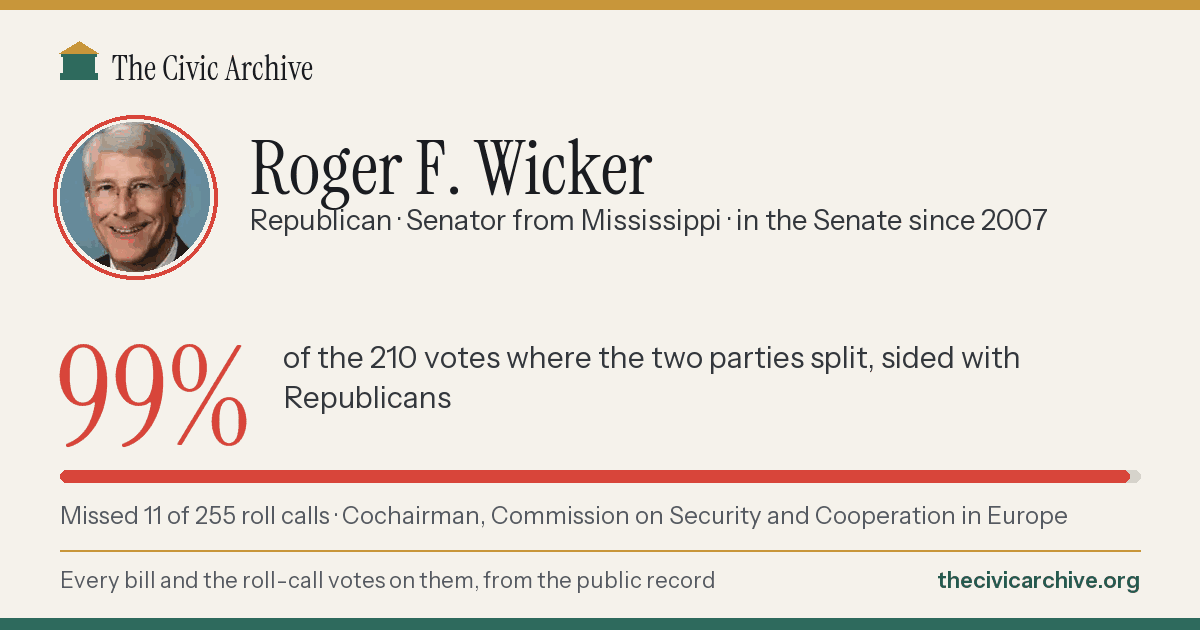 The Civic Archive
Roger F. Wicker
Republican · Senator from Mississippi · in the Senate since 2007
99%
of the 210 votes where the two parties split, sided with
Republicans
Missed 11 of 255 roll calls · Cochairman, Commission on Security and Cooperation in Europe
Every bill and the roll-call votes on them, from the public record
thecivicarchive.org